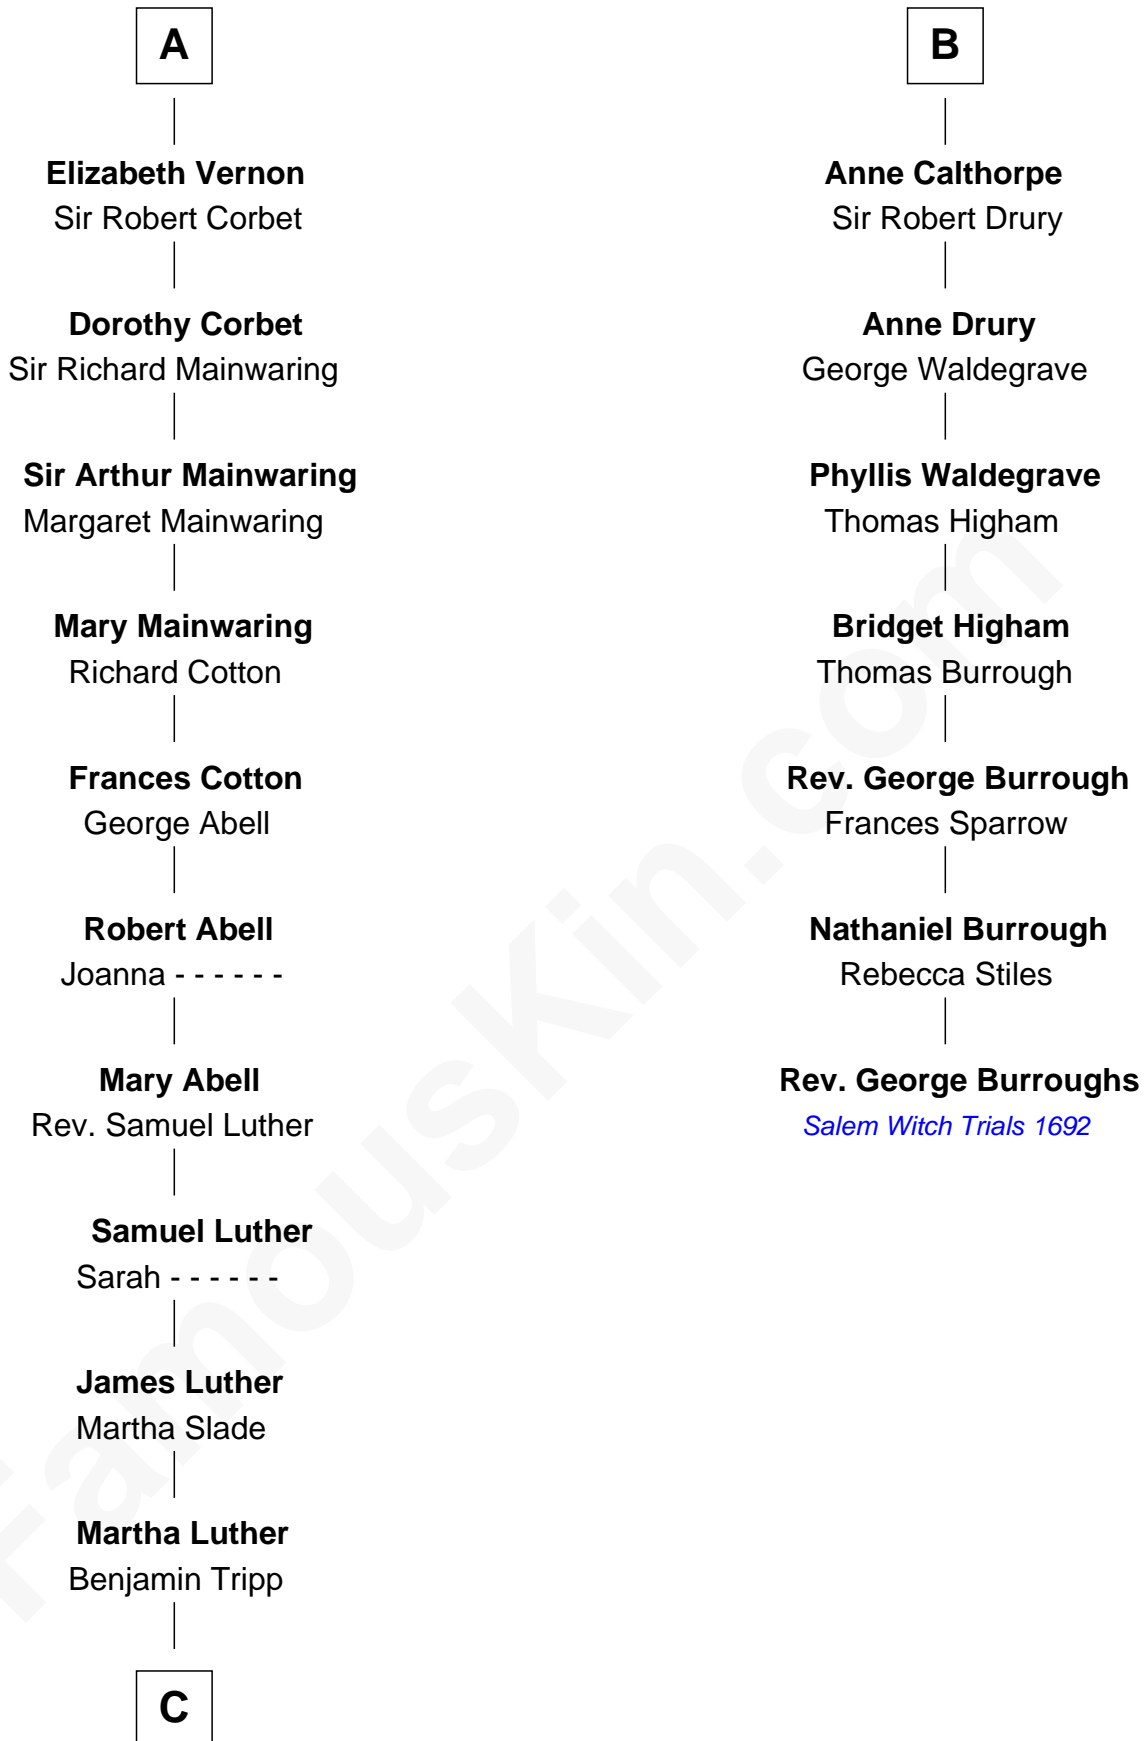 A
Elizabeth Vernon
Sir Robert Corbet
Dorothy Corbet
Sir Richard Mainwaring
Sir Arthur Mainwaring
Margaret Mainwaring
Mary Mainwaring
Richard Cotton
Frances Cotton
George Abell
Robert Abell
Joanna - - - - - -
Mary Abell
Rev. Samuel Luther
Samuel Luther
Sarah - - - - - -
James Luther
Martha Slade
Martha Luther
Benjamin Tripp
C
B
Anne Calthorpe
Sir Robert Drury
Anne Drury
George Waldegrave
Phyllis Waldegrave
Thomas Higham
Bridget Higham
Thomas Burrough
Rev. George Burrough
Frances Sparrow
Nathaniel Burrough
Rebecca Stiles
Rev. George Burroughs
Salem Witch Trials 1692
FamousKin.com